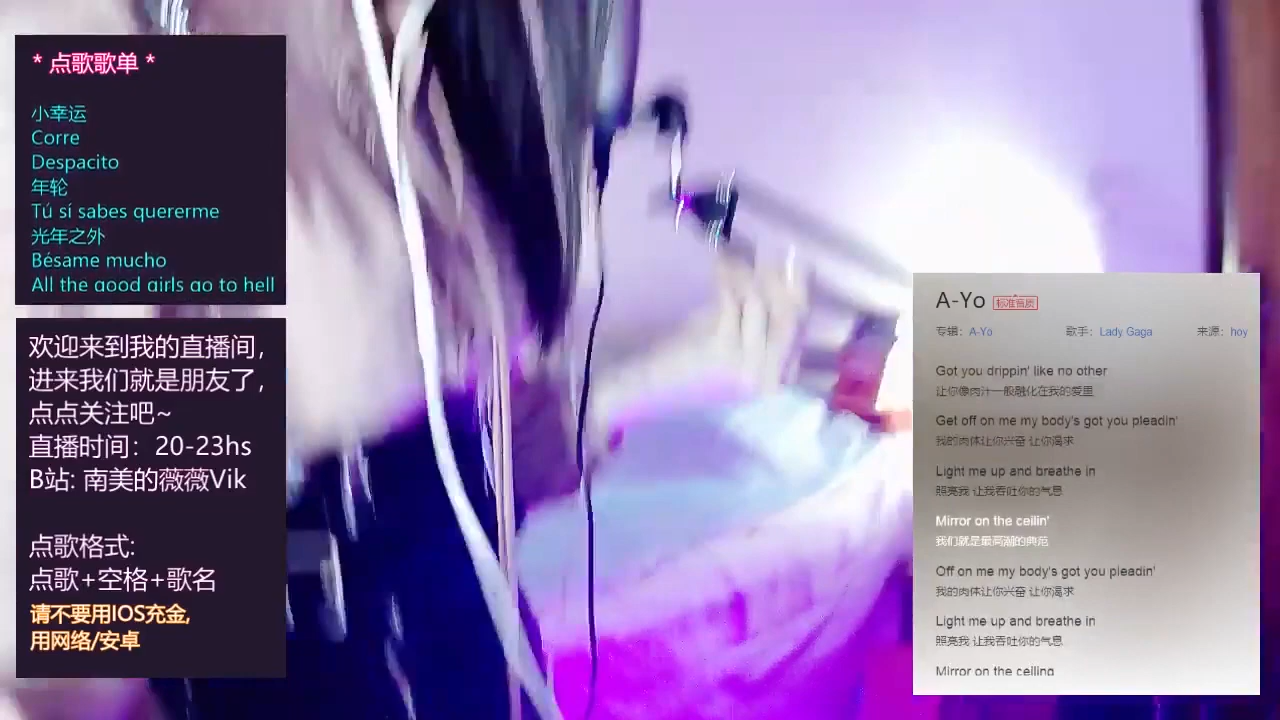 * 点歌歌单 *
小幸运
Corre
Despacito
年轮
Tú sí sabes quererme
光年之外
Bésame mucho
All the good girls go to hell
欢迎来到我的直播间，
进来我们就是朋友了，
点点关注吧~
直播时间：20-23hs
B站: 南美的薇薇Vik
点歌格式:
点歌+空格+歌名
请不要用IOS充金,
用网络/安卓
A-Yo 标准音质
专辑：A-Yo 歌手：Lady Gaga 来源：hoy
Got you drippin' like no other
让你像肉汁一般融化在我的爱里
Get off on me my body's got you pleadin'
我的肉体让你兴奋 让你渴求
Light me up and breathe in
照亮我 让我吞吐你的气息
Mirror on the ceilin'
我们就是最高潮的典范
Off on me my body's got you pleadin'
我的肉体让你兴奋 让你渴求
Light me up and breathe in
照亮我 让我吞吐你的气息
Mirror on the ceiling